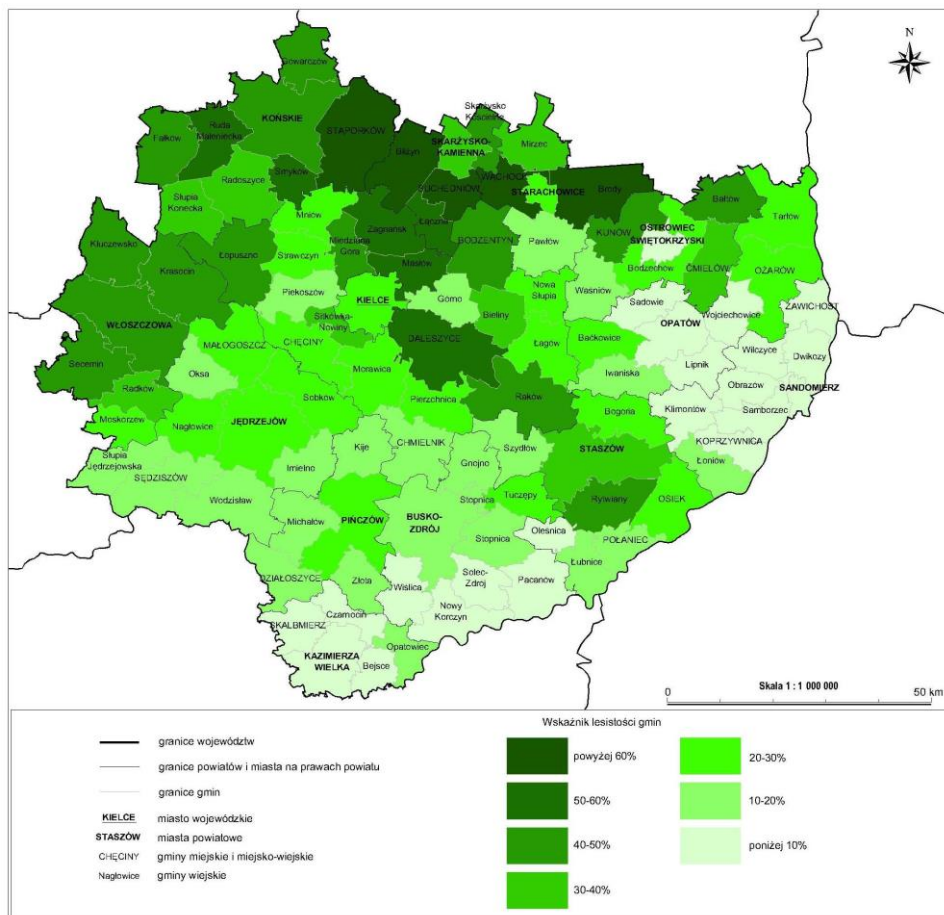 N
Gowarczów
Skarżysko
Kościelne
Ruda
Maleniecka
KOŃSKIE
STĄPORKÓW
Fałków
Bliżyn
SKARŻYSKO-
KAMIENNA
Mirzec
Radoszyce
Smyków
SUCHEDNIÓW
WĄCHOCK
STARACHOWICE
Brody
Bałtów
Słupia
Konecka
Mniów
Łączna
Tarłów
Zagnańsk
KUNÓW
OSTROWIEC
ŚWIĘTOKRZYSKI
Kluczewsko
Łopuszno
Miedziana
Góra
BODZENTYN
Pawłów
Strawczyn
Masłów
Bodzechów
ĆMIELÓW
OŻARÓW
Krasocin
Piekoszów
KIELCE
Górno
Nowa
Słupia
Waśniów
Sadowie
ZAWICHOST
WŁOSZCZOWA
Sitkówka-
Nowiny
Bieliny
OPATÓW
Wojciechowice
MAŁOGOSZCZ
CHĘCINY
DALESZYCE
Łagów
Baćkowice
Wilczyce
Dwikozy
Secemin
Oksa
Morawica
Iwaniska
Lipnik
Radków
Sobków
Pierzchnica
Raków
Obrazów
SANDOMIERZ
Moskorzew
Nagłowice
JĘDRZEJÓW
Bogoria
Klimontów
Samborzec
Słupia
Jędrzejowska
Kije
CHMIELNIK
Szydłów
STASZÓW
KOPRZYWNICA
SĘDZISZÓW
Imielno
Gnojno
Łoniów
Wodzisław
Michałów
PIŃCZÓW
BUSKO-
ZDRÓJ
Stopnica
Tuczępy
Rytwiany
OSIEK
Stopnica
Oleśnica
POŁANIEC
DZIAŁOSZYCE
Złota
Wiślica
Solec-
Zdrój
Pacanów
Łubnice
Czarnocin
Nowy
Korczyn
SKALBMIERZ
KAZIMIERZA
WIELKA
Opatowiec
Bejsce
Skala 1 : 1 000 000
0 50 km
Wskaźnik lesistości gmin
granice województw
granice powiatów i miasta na prawach powiatu
granice gmin
KIELCE miasto wojewódzkie
STASZÓW miasta powiatowe
CHĘCINY gminy miejskie i miejsko-wiejskie
Nagłowice gminy wiejskie
powyżej 60%
50-60%
40-50%
30-40%
20-30%
10-20%
poniżej 10%